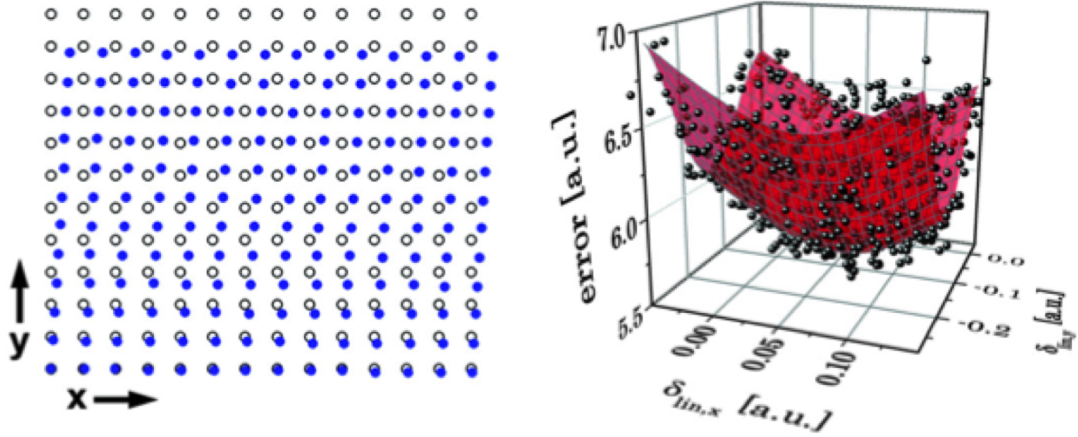 y
x
7.0
6.5
6.0
5.5
error [a.u.]
0.00
0.05
0.10
δlin,x [a.u.]
0.0
-0.1
-0.2
δlin,y [a.u.]